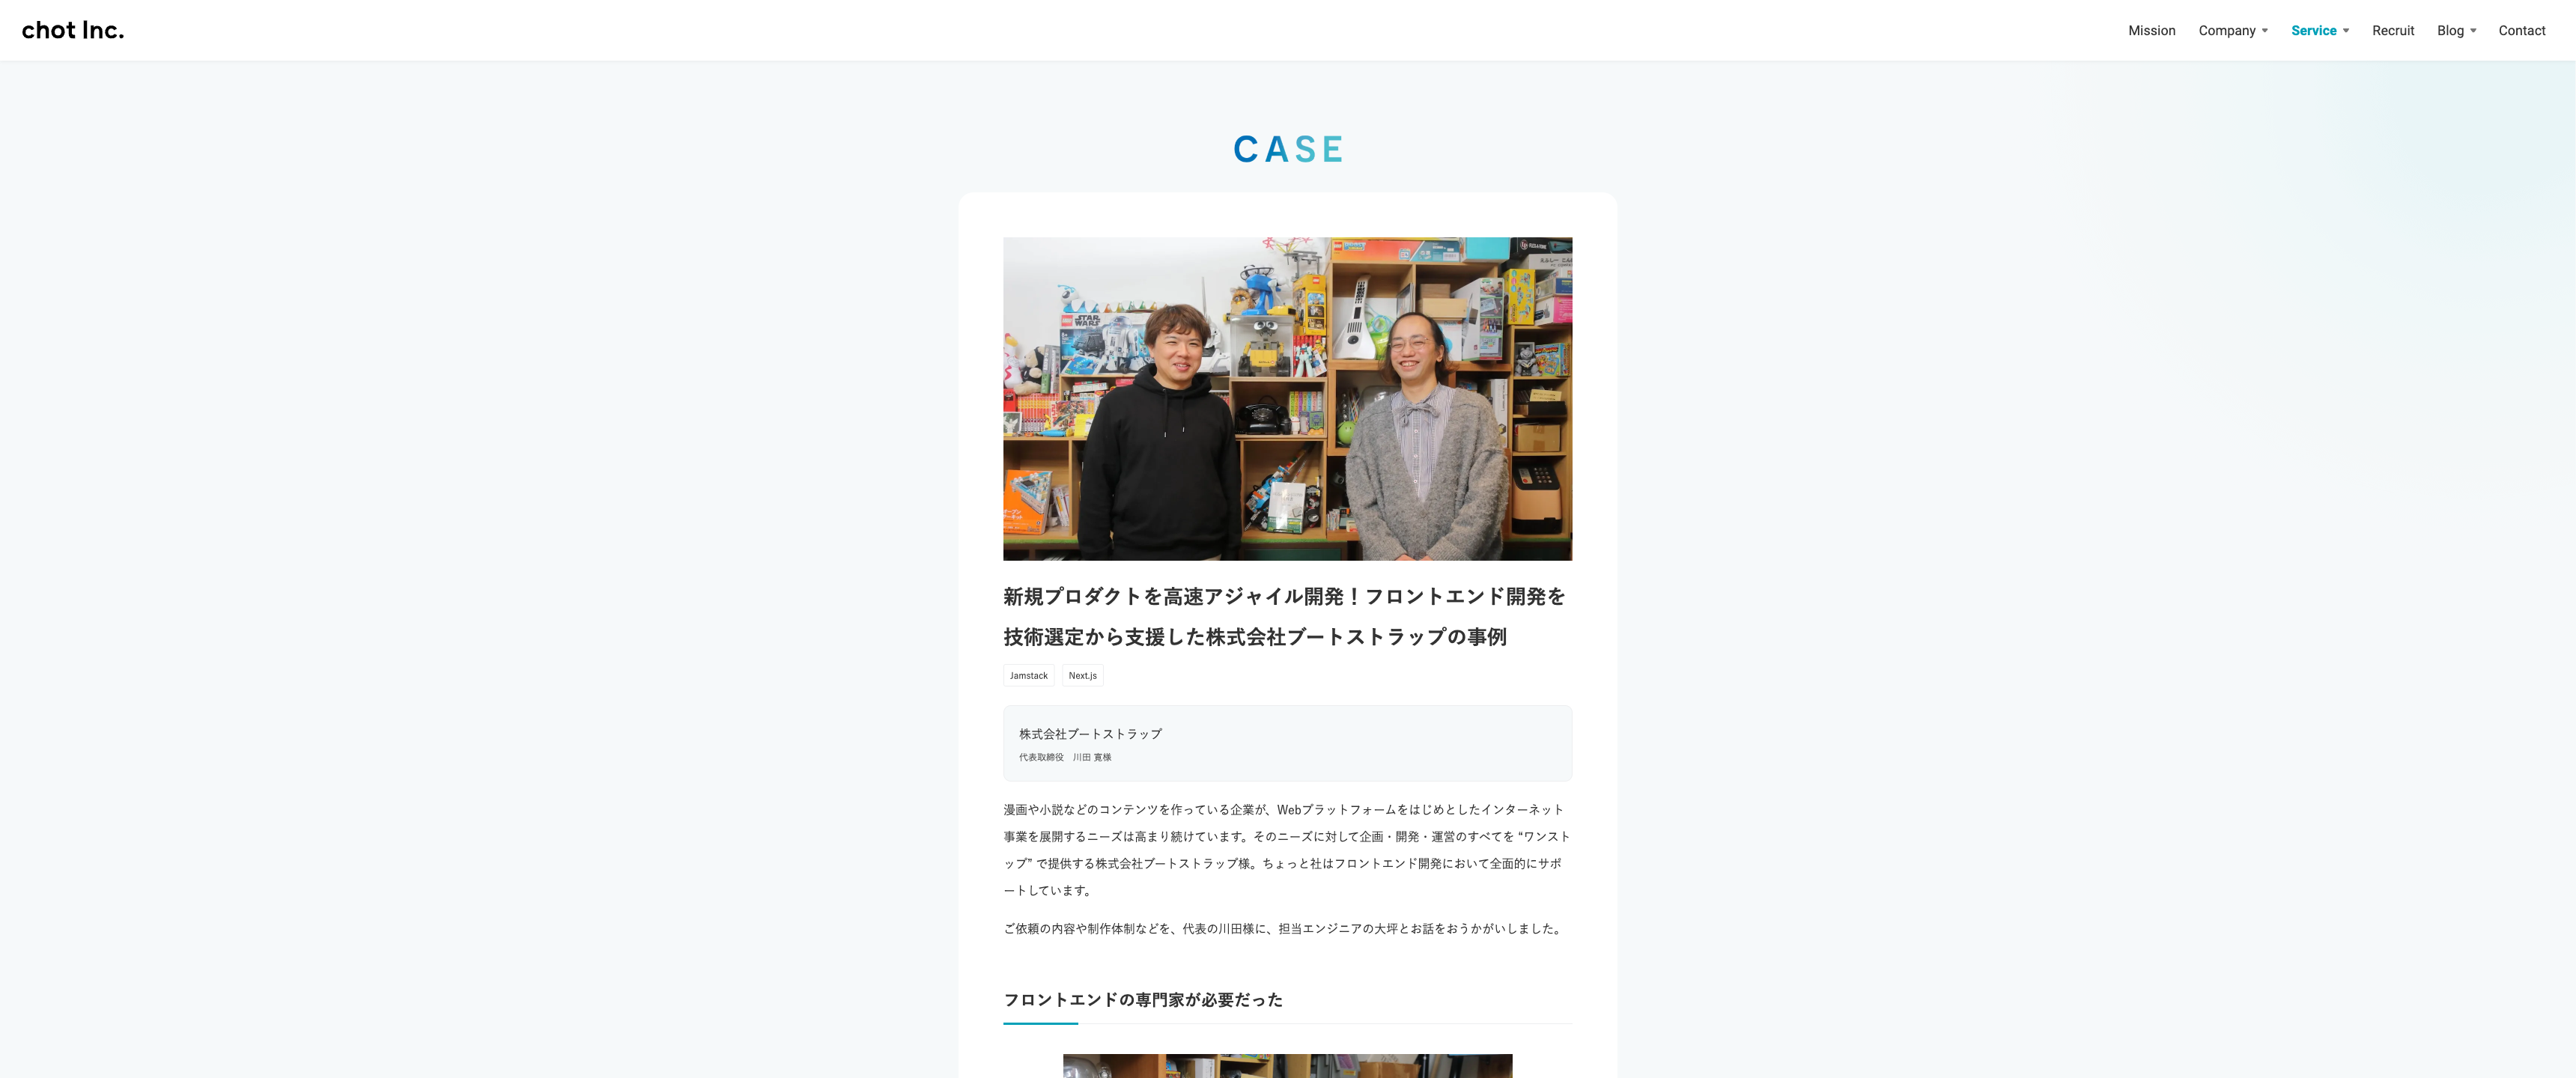 chot Inc.
Mission Company Service Recruit Blog Contact
CASE
STAR WARS
新規プロダクトを高速アジャイル開発！フロントエンド開発を
技術選定から支援した株式会社ブートストラップの事例
Jamstack Next.js
株式会社ブートストラップ
代表取締役　川田 寛様
漫画や小説などのコンテンツを作っている企業が、Webプラットフォームをはじめとしたインターネット
事業を展開するニーズは高まり続けています。そのニーズに対して企画・開発・運営のすべてを “ワンスト
ップ” で提供する株式会社ブートストラップ様。ちょっと社はフロントエンド開発において全面的にサポ
ートしています。
ご依頼の内容や制作体制などを、代表の川田様に、担当エンジニアの大坪とお話をおうかがいしました。
フロントエンドの専門家が必要だった